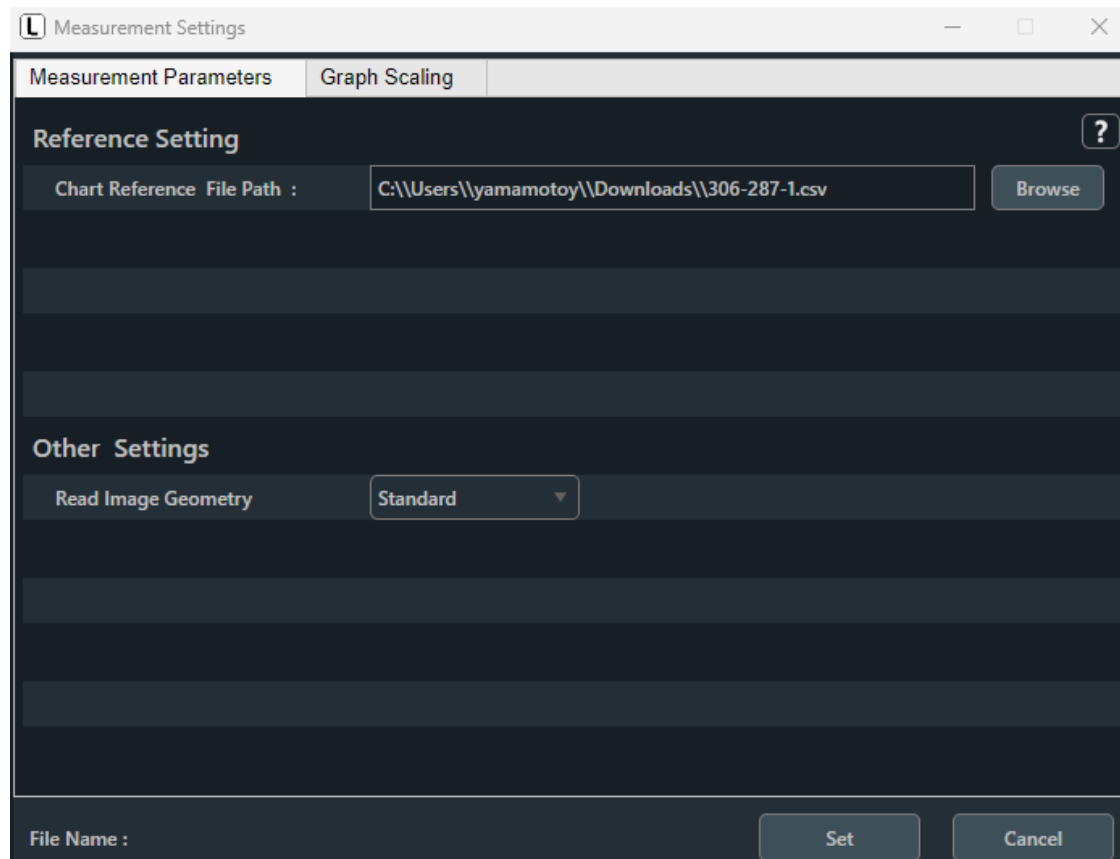 L Measurement Settings
Measurement Parameters Graph Scaling
Reference Setting ?
Chart Reference File Path : C:\\Users\\yamamotoy\\Downloads\\306-287-1.csv Browse
Other Settings
Read Image Geometry Standard
File Name : Set Cancel